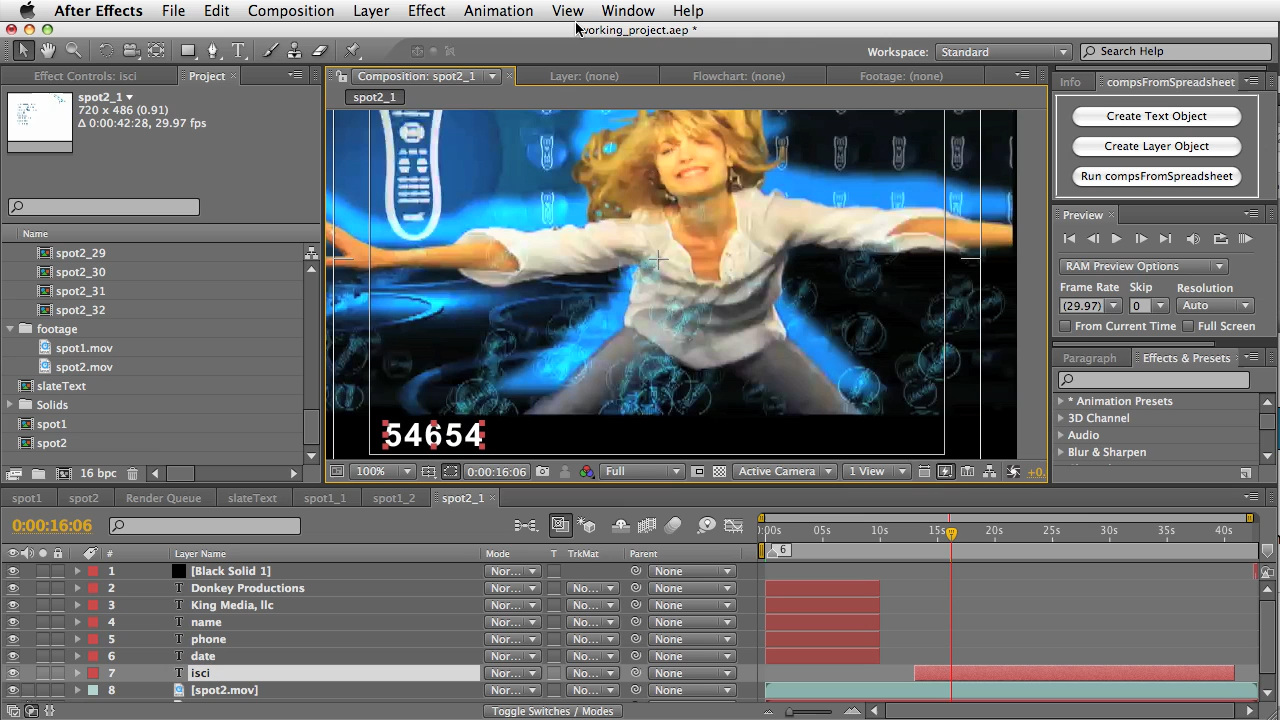 After Effects File Edit Composition Layer Effect Animation View Window Help
working_project.aep *
Workspace: Standard Search Help
Effect Controls: isci Project
Composition: spot2_1 Layer: (none) Flowchart: (none) Footage: (none)
Info compsFromSpreadsheet
spot2_1
720 x 486 (0.91)
Δ 0:00:42:28, 29.97 fps
spot2_1
Create Text Object
Create Layer Object
Run compsFromSpreadsheet
Preview
Name
spot2_29
spot2_30
spot2_31
spot2_32
footage
spot1.mov
spot2.mov
slateText
Solids
spot1
spot2
16 bpc
RAM Preview Options
Frame Rate Skip Resolution
(29.97) 0 Auto
From Current Time Full Screen
Paragraph Effects & Presets
* Animation Presets
3D Channel
Audio
Blur & Sharpen
54654
100% 0:00:16:06 Full Active Camera 1 View +0.
spot1 spot2 Render Queue slateText spot1_1 spot1_2 spot2_1
0:00:16:06
:00s 05s 10s 15s 20s 25s 30s 35s 40s
6
# Layer Name Mode T TrkMat Parent
1 [Black Solid 1] Nor... None
2 T Donkey Productions Nor... No... None
3 T King Media, llc Nor... No... None
4 T name Nor... No... None
5 T phone Nor... No... None
6 T date Nor... No... None
7 T isci Nor... No... None
8 [spot2.mov] Nor... No... None
Toggle Switches / Modes